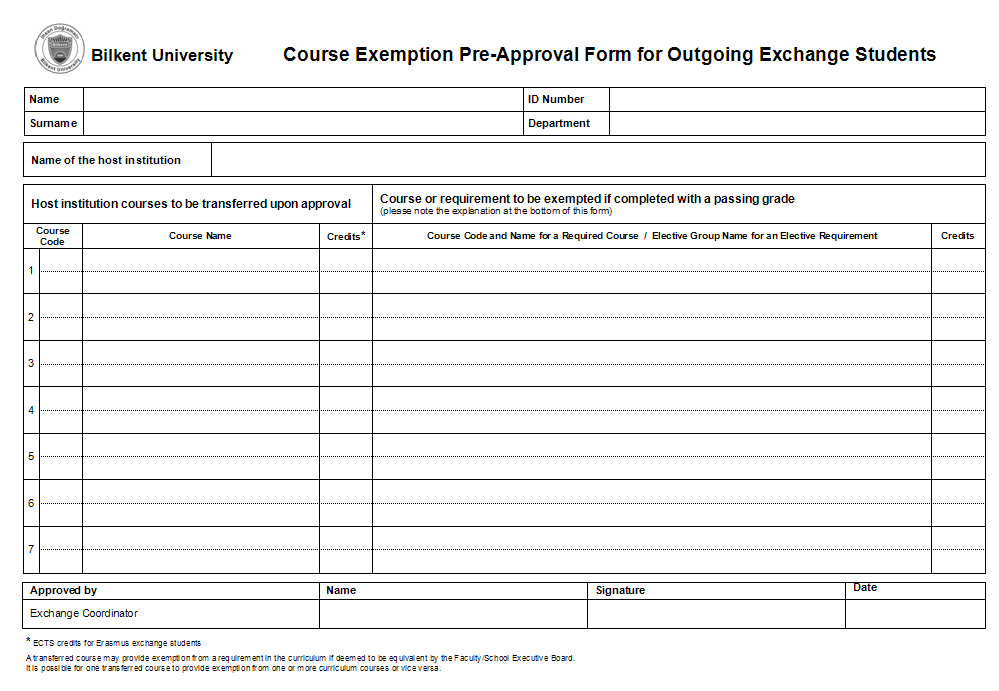 İhsan Doğramacı
Bilkent
Bilkent University
Bilkent University
Course Exemption Pre-Approval Form for Outgoing Exchange Students
Name
ID Number
Surname
Department
Name of the host institution
Host institution courses to be transferred upon approval
Course or requirement to be exempted if completed with a passing grade
(please note the explanation at the bottom of this form)
Course
Code
Course Name
Credits*
Course Code and Name for a Required Course / Elective Group Name for an Elective Requirement
Credits
1
2
3
4
5
6
7
Approved by
Name
Signature
Date
Exchange Coordinator
* ECTS credits for Erasmus exchange students
A transferred course may provide exemption from a requirement in the curriculum if deemed to be equivalent by the Faculty/School Executive Board.
It is possible for one transferred course to provide exemption from one or more curriculum courses or vice versa.